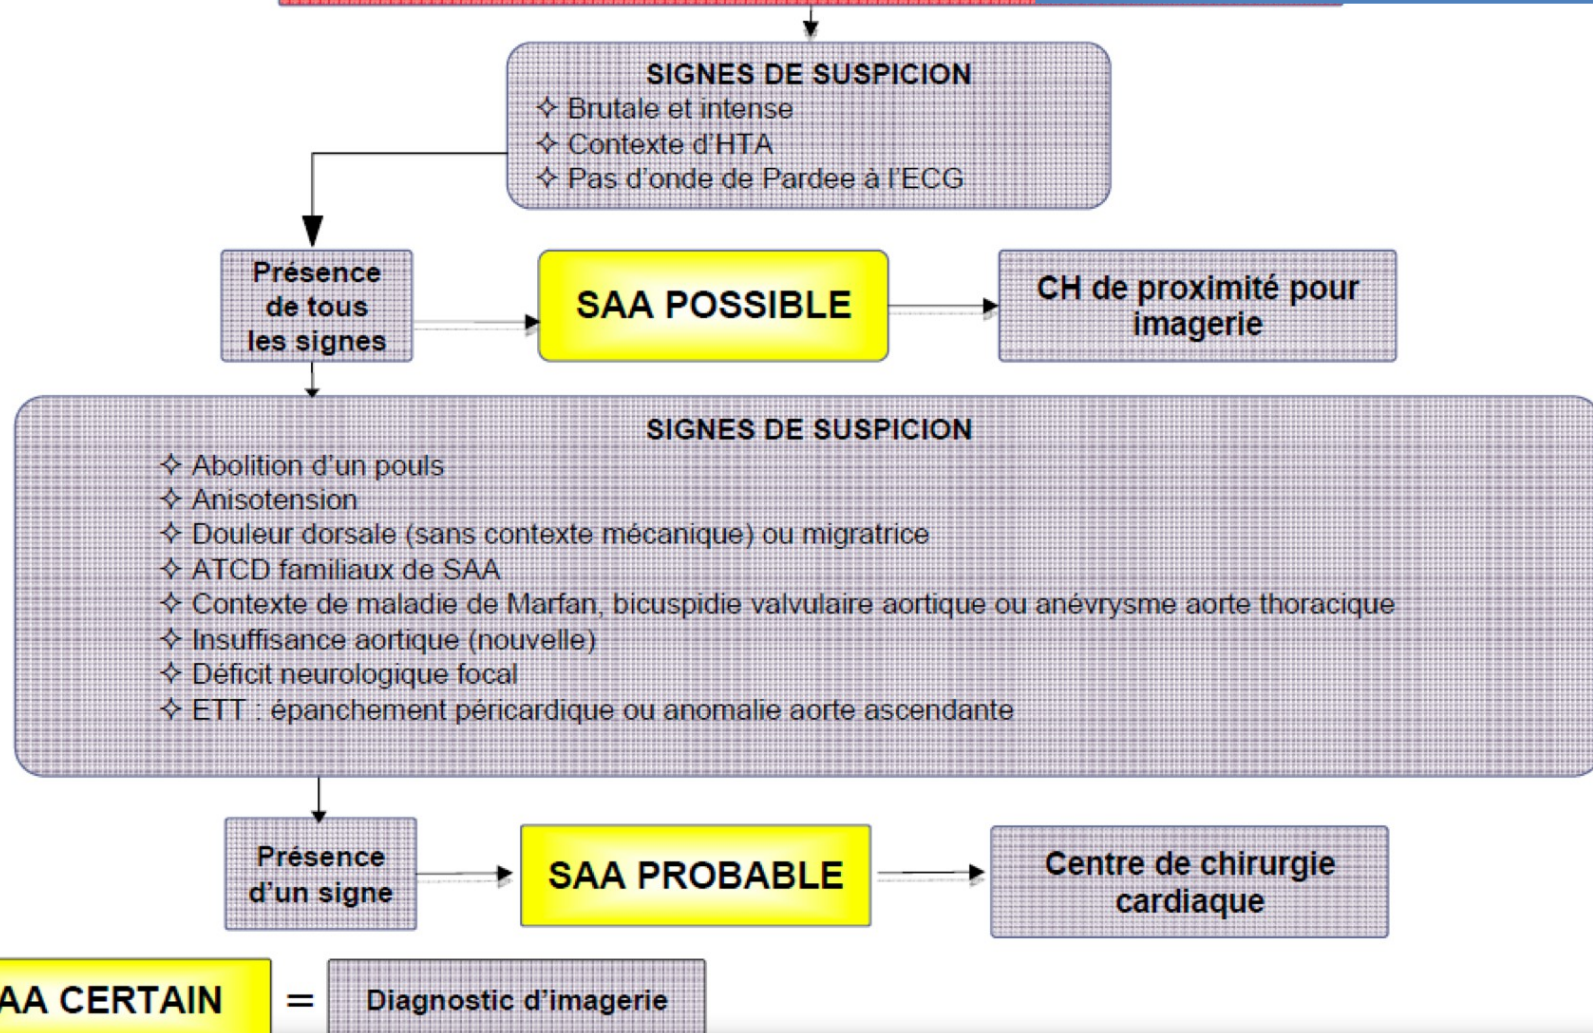 SIGNES DE SUSPICION
✧ Brutale et intense
✧ Contexte d'HTA
✧ Pas d'onde de Pardee à l'ECG
Présence
de tous
les signes
SAA POSSIBLE
CH de proximité pour
imagerie
SIGNES DE SUSPICION
✧ Abolition d'un pouls
✧ Anisotension
✧ Douleur dorsale (sans contexte mécanique) ou migratrice
✧ ATCD familiaux de SAA
✧ Contexte de maladie de Marfan, bicuspidie valvulaire aortique ou anévrysme aorte thoracique
✧ Insuffisance aortique (nouvelle)
✧ Déficit neurologique focal
✧ ETT : épanchement péricardique ou anomalie aorte ascendante
Présence
d'un signe
SAA PROBABLE
Centre de chirurgie
cardiaque
AA CERTAIN
=
Diagnostic d'imagerie